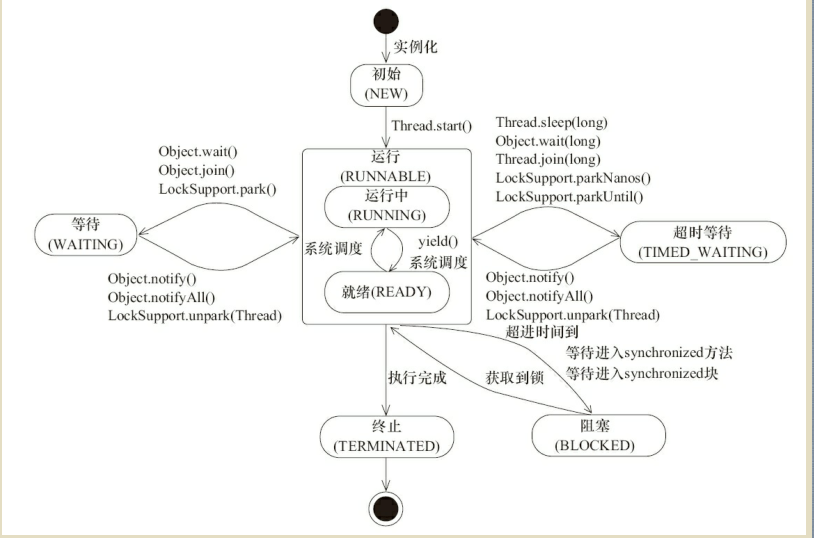 实例化
初始
(NEW)
Thread.start()
Object.wait()
Object.join()
LockSupport.park()
Thread.sleep(long)
Object.wait(long)
Thread.join(long)
LockSupport.parkNanos()
LockSupport.parkUntil()
运行
(RUNNABLE)
运行中
(RUNNING)
等待
(WAITING)
超时等待
(TIMED_WAITING)
系统调度
yield()
系统调度
就绪(READY)
Object.notify()
Object.notifyAll()
LockSupport.unpark(Thread)
Object.notify()
Object.notifyAll()
LockSupport.unpark(Thread)
超进时间到
等待进入synchronized方法
等待进入synchronized块
执行完成
获取到锁
终止
(TERMINATED)
阻塞
(BLOCKED)